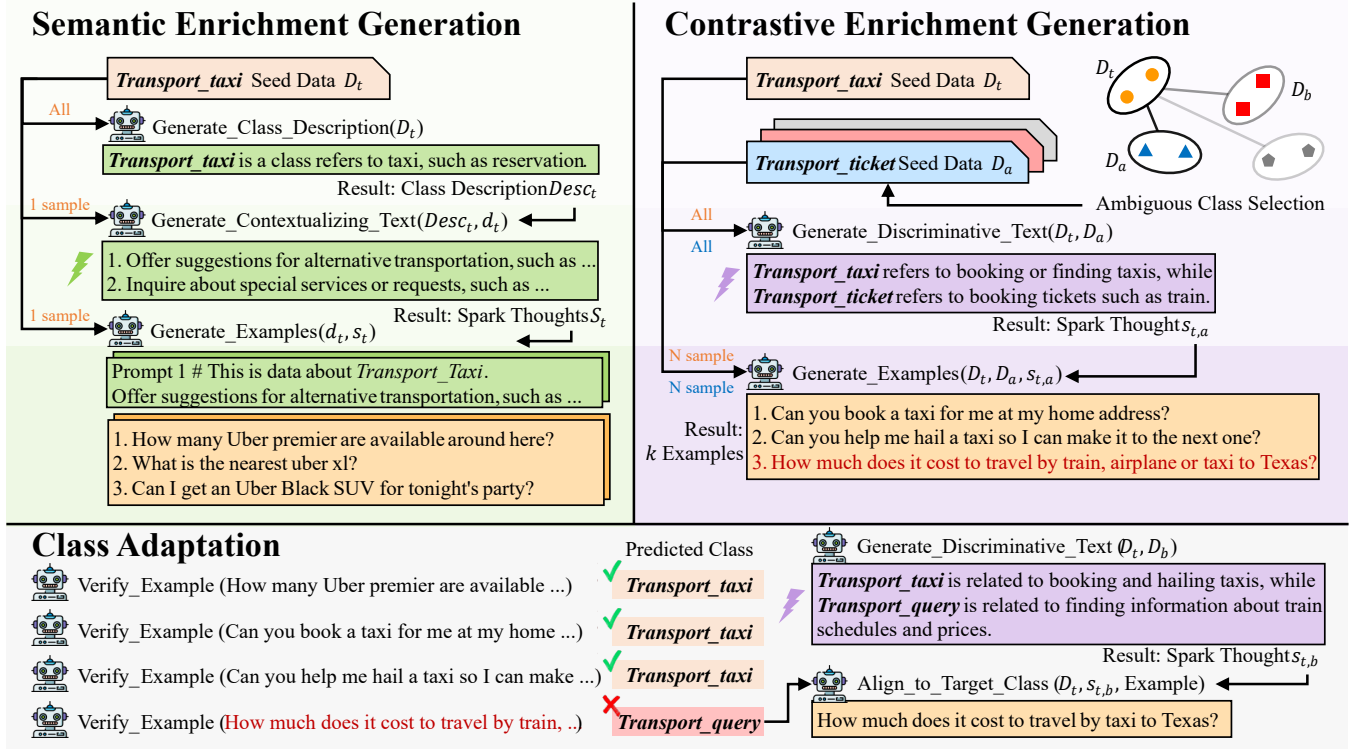 Semantic Enrichment Generation
Transport_taxi Seed Data D_t
All
Generate_Class_Description(D_t)
Transport_taxi is a class refers to taxi, such as reservation.
Result: Class Description Desc_t
1 sample
Generate_Contextualizing_Text(Desc_t, d_t)
1. Offer suggestions for alternative transportation, such as ...
2. Inquire about special services or requests, such as ...
Result: Spark Thoughts S_t
1 sample
Generate_Examples(d_t, s_t)
Prompt 1 # This is data about Transport_Taxi.
Offer suggestions for alternative transportation, such as ...
1. How many Uber premier are available around here?
2. What is the nearest uber xl?
3. Can I get an Uber Black SUV for tonight's party?
Contrastive Enrichment Generation
Transport_taxi Seed Data D_t
Transport_ticket Seed Data D_a
D_t
D_b
D_a
Ambiguous Class Selection
All
All
Generate_Discriminative_Text(D_t, D_a)
Transport_taxi refers to booking or finding taxis, while
Transport_ticket refers to booking tickets such as train.
Result: Spark Thought s_{t,a}
N sample
N sample
Generate_Examples(D_t, D_a, s_{t,a})
Result:
k Examples
1. Can you book a taxi for me at my home address?
2. Can you help me hail a taxi so I can make it to the next one?
3. How much does it cost to travel by train, airplane or taxi to Texas?
Class Adaptation
Predicted Class
Verify_Example (How many Uber premier are available ...)
Transport_taxi
Verify_Example (Can you book a taxi for me at my home ...)
Transport_taxi
Verify_Example (Can you help me hail a taxi so I can make ...)
Transport_taxi
Verify_Example (How much does it cost to travel by train, ..)
Transport_query
Generate_Discriminative_Text (D_t, D_b)
Transport_taxi is related to booking and hailing taxis, while
Transport_query is related to finding information about train
schedules and prices.
Result: Spark Thought s_{t,b}
Align_to_Target_Class (D_t, s_{t,b}, Example)
How much does it cost to travel by taxi to Texas?